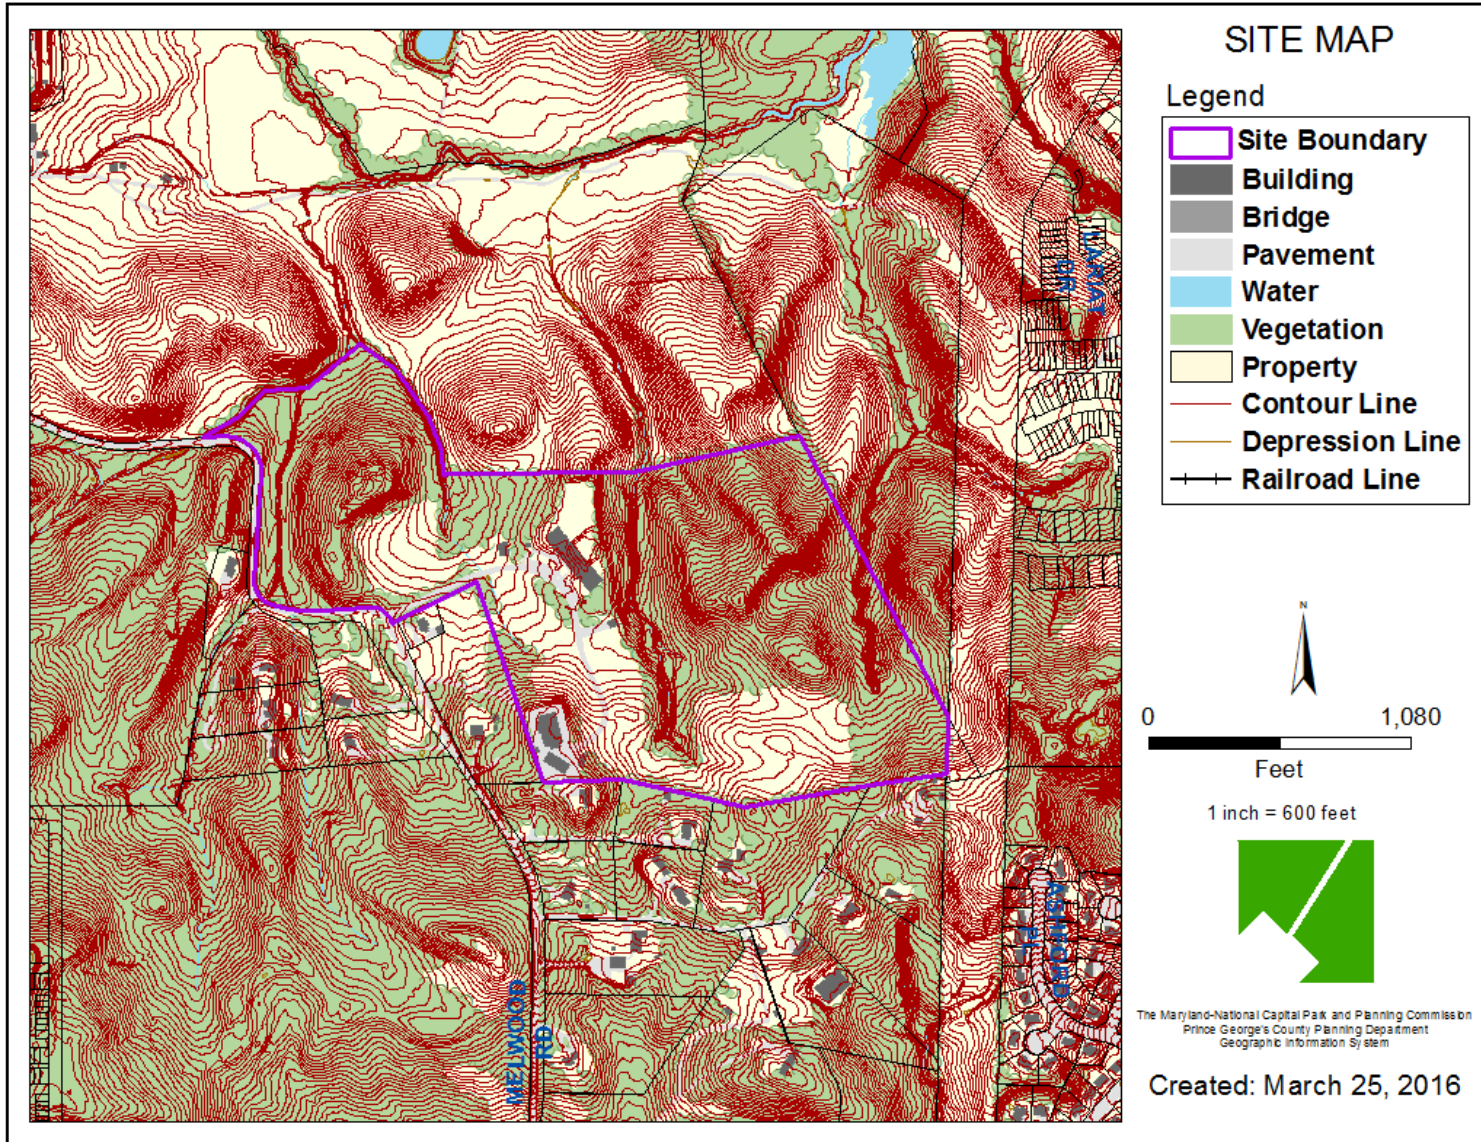 SITE MAP
Legend
Site Boundary
Building
Bridge
Pavement
Water
Vegetation
Property
Contour Line
Depression Line
Railroad Line
LARIAT
DR
N
0 1,080
Feet
1 inch = 600 feet
ASHFORD
PL
MELWOOD
RD
The Maryland-National Capital Park and Planning Commission
Prince George's County Planning Department
Geographic Information System
Created: March 25, 2016